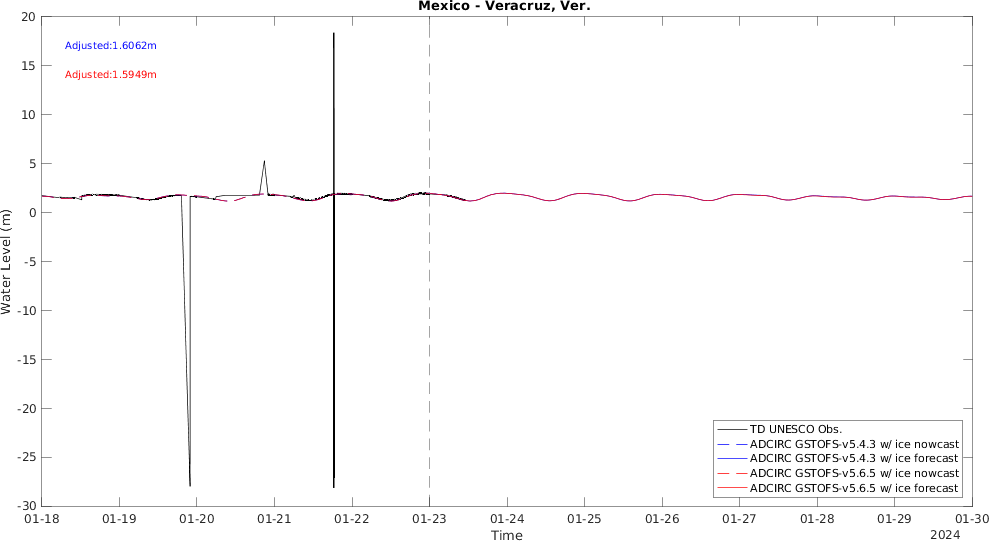 Mexico - Veracruz, Ver.
20
15
10
5
0
-5
-10
-15
-20
-25
-30
Water Level (m)
Adjusted:1.6062m
Adjusted:1.5949m
TD UNESCO Obs.
ADCIRC GSTOFS-v5.4.3 w/ ice nowcast
ADCIRC GSTOFS-v5.4.3 w/ ice forecast
ADCIRC GSTOFS-v5.6.5 w/ ice nowcast
ADCIRC GSTOFS-v5.6.5 w/ ice forecast
01-18 01-19 01-20 01-21 01-22 01-23 01-24 01-25 01-26 01-27 01-28 01-29 01-30
Time
2024